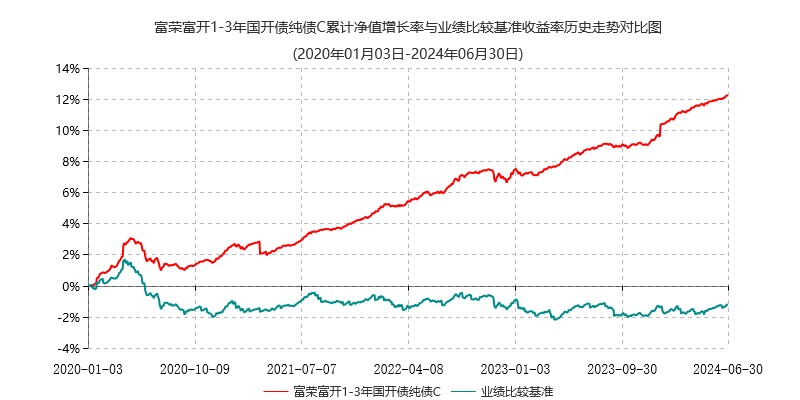 富荣富开1-3年国开债纯债C累计净值增长率与业绩比较基准收益率历史走势对比图
(2020年01月03日-2024年06月30日)
14%
12%
10%
8%
6%
4%
2%
0%
-2%
-4%
2020-01-03 2020-10-09 2021-07-07 2022-04-08 2023-01-03 2023-09-30 2024-06-30
富荣富开1-3年国开债纯债C 业绩比较基准